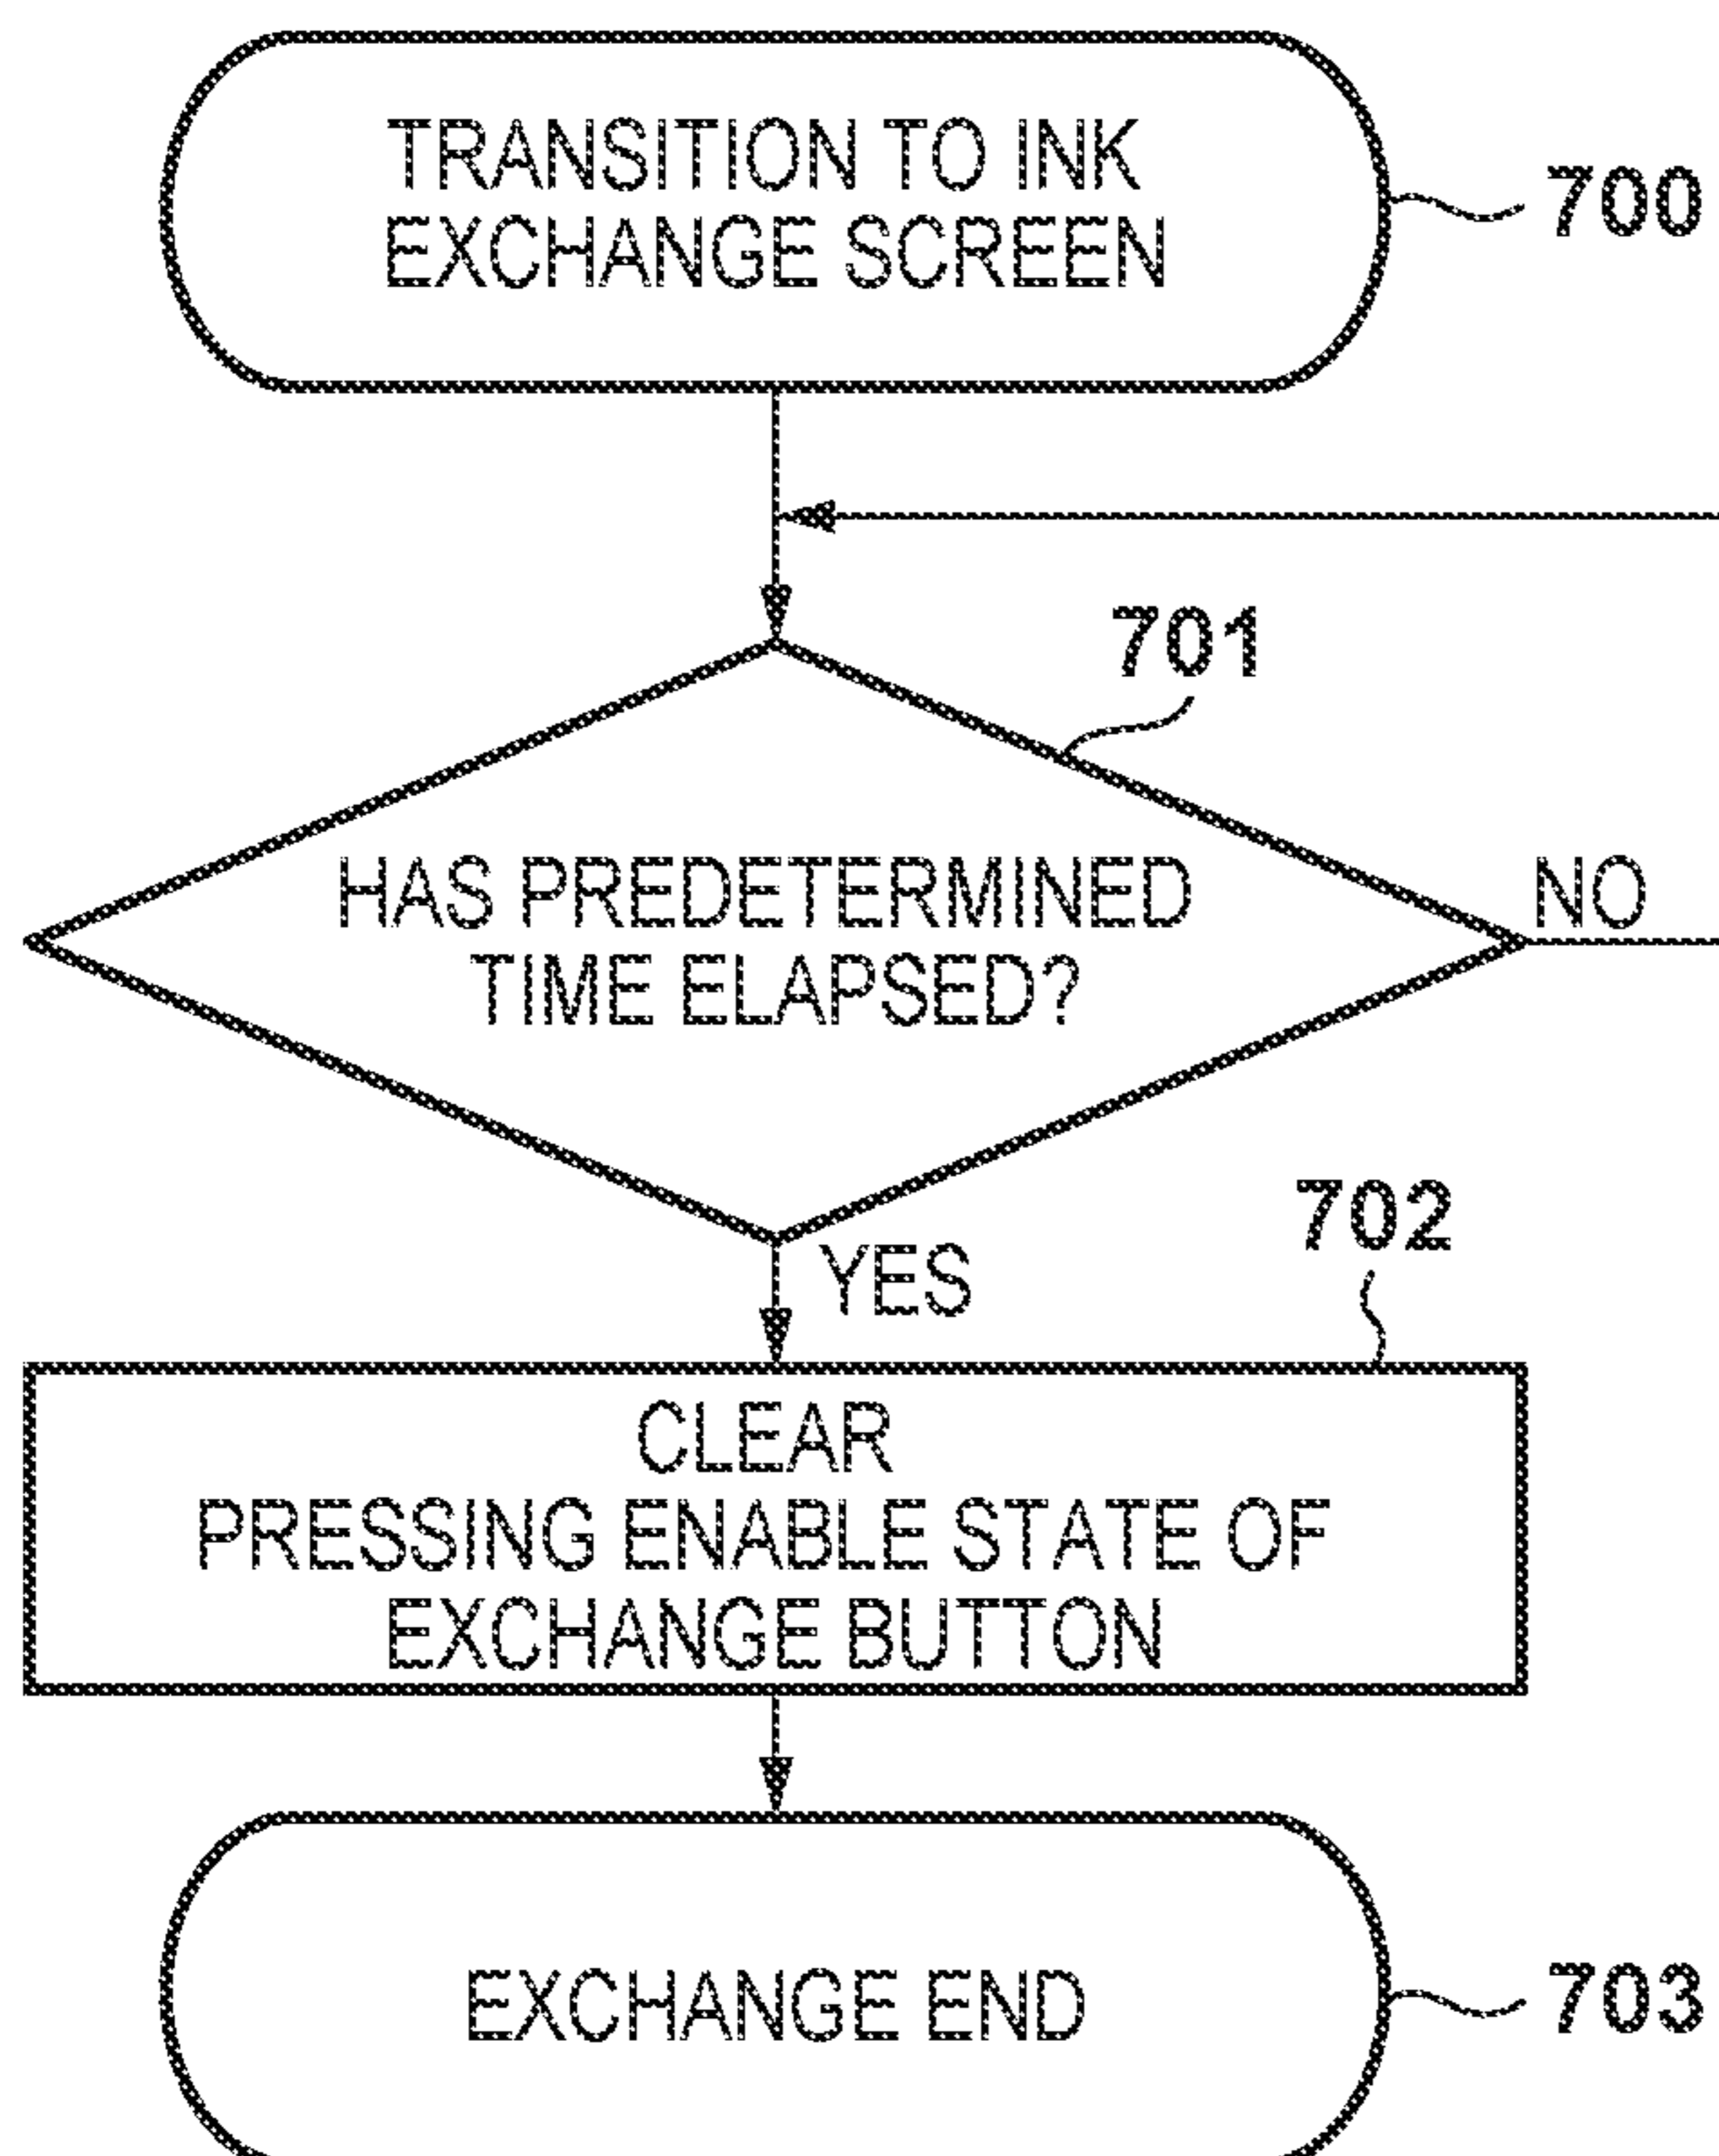 TRANSITION TO INK
EXCHANGE SCREEN
700
701
HAS PREDETERMINED
TIME ELAPSED?
NO
YES
702
CLEAR
PRESSING ENABLE STATE OF
EXCHANGE BUTTON
EXCHANGE END
703